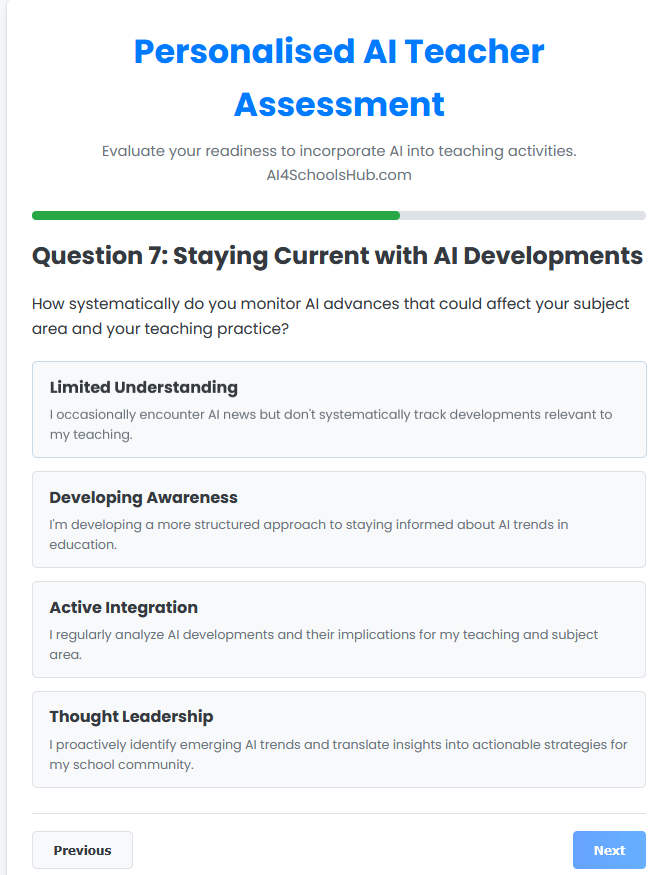 Personalised AI Teacher
Assessment
Evaluate your readiness to incorporate AI into teaching activities.
AI4SchoolsHub.com
Question 7: Staying Current with AI Developments
How systematically do you monitor AI advances that could affect your subject
area and your teaching practice?
Limited Understanding
I occasionally encounter AI news but don't systematically track developments relevant to
my teaching.
Developing Awareness
I'm developing a more structured approach to staying informed about AI trends in
education.
Active Integration
I regularly analyze AI developments and their implications for my teaching and subject
area.
Thought Leadership
I proactively identify emerging AI trends and translate insights into actionable strategies for
my school community.
Previous
Next